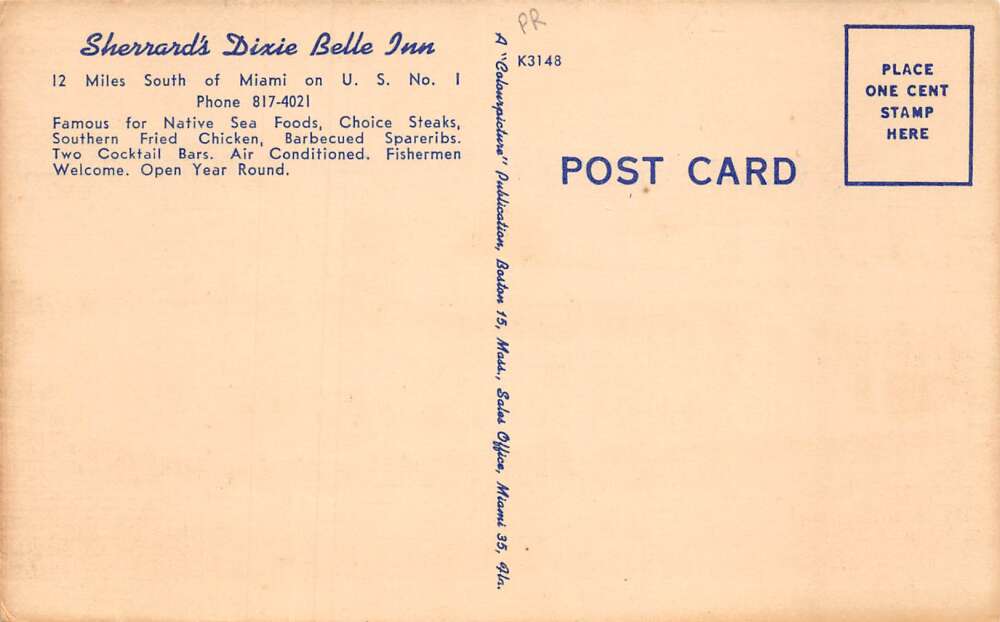 Sherrard's Dixie Belle Inn
12 Miles South of Miami on U. S. No. 1
Phone 817-4021
Famous for Native Sea Foods, Choice Steaks,
Southern Fried Chicken, Barbecued Spareribs.
Two Cocktail Bars. Air Conditioned. Fishermen
Welcome. Open Year Round.
A "Colourpicture" Publication, Boston 15, Mass., Sales Office, Miami 35, Fla.
PR
K3148
POST CARD
PLACE
ONE CENT
STAMP
HERE